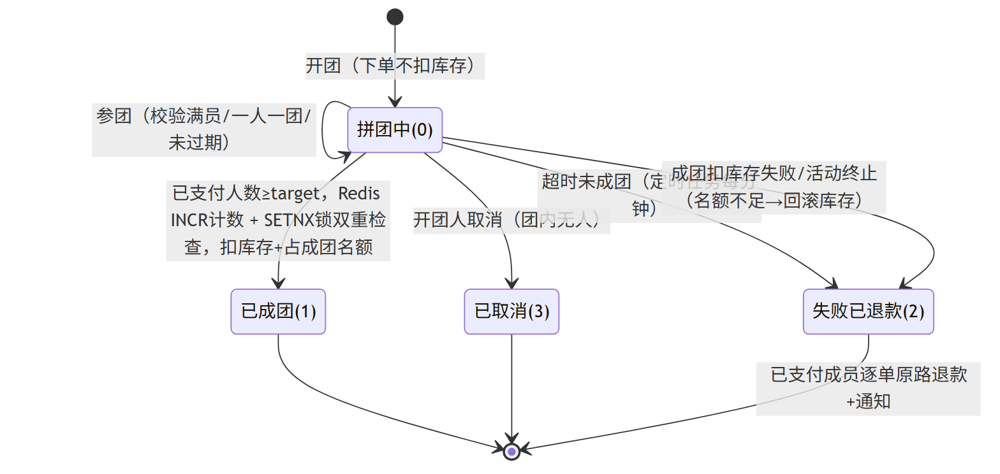 开团（下单不扣库存）
参团（校验满员/一人一团/
未过期）
拼团中(0)
已支付人数≥target，Redis
INCR计数 + SETNX锁双重检
查，扣库存+占成团名额
开团人取消（团内无人）
超时未成团（定时任务每分
钟）
成团扣库存失败/活动终止
（名额不足→回滚库存）
已成团(1)
已取消(3)
失败已退款(2)
已支付成员逐单原路退款
+通知